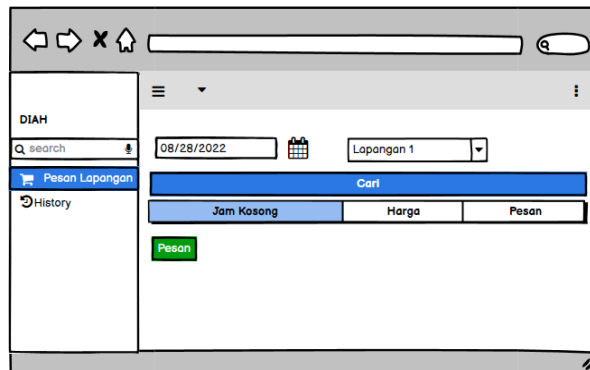 DIAH
search
Pesan Lapangan
History
08/28/2022
Lapangan 1
Cari
Jam Kosong Harga Pesan
Pesan